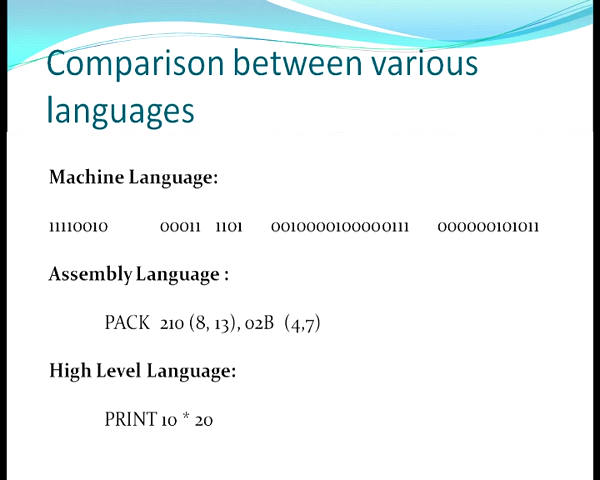 Comparison between various
languages
Machine Language:
11110010 00011 1101 0010000100000111 000000101011
Assembly Language :
PACK 210 (8, 13), 02B (4,7)
High Level Language:
PRINT 10 * 20